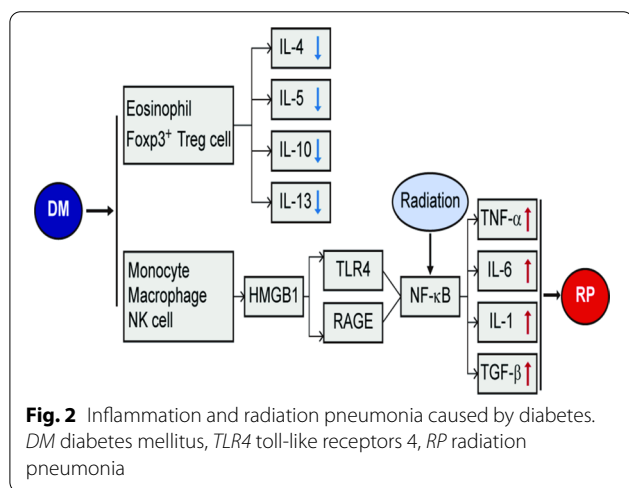 IL-4
IL-5
Eosinophil
Foxp3+ Treg cell
IL-10
IL-13
DM
Radiation
TNF-α
Monocyte
Macrophage
NK cell
HMGB1
TLR4
RAGE
NF-κB
IL-6
IL-1
TGF-β
RP
Fig. 2 Inflammation and radiation pneumonia caused by diabetes.
DM diabetes mellitus, TLR4 toll-like receptors 4, RP radiation
pneumonia